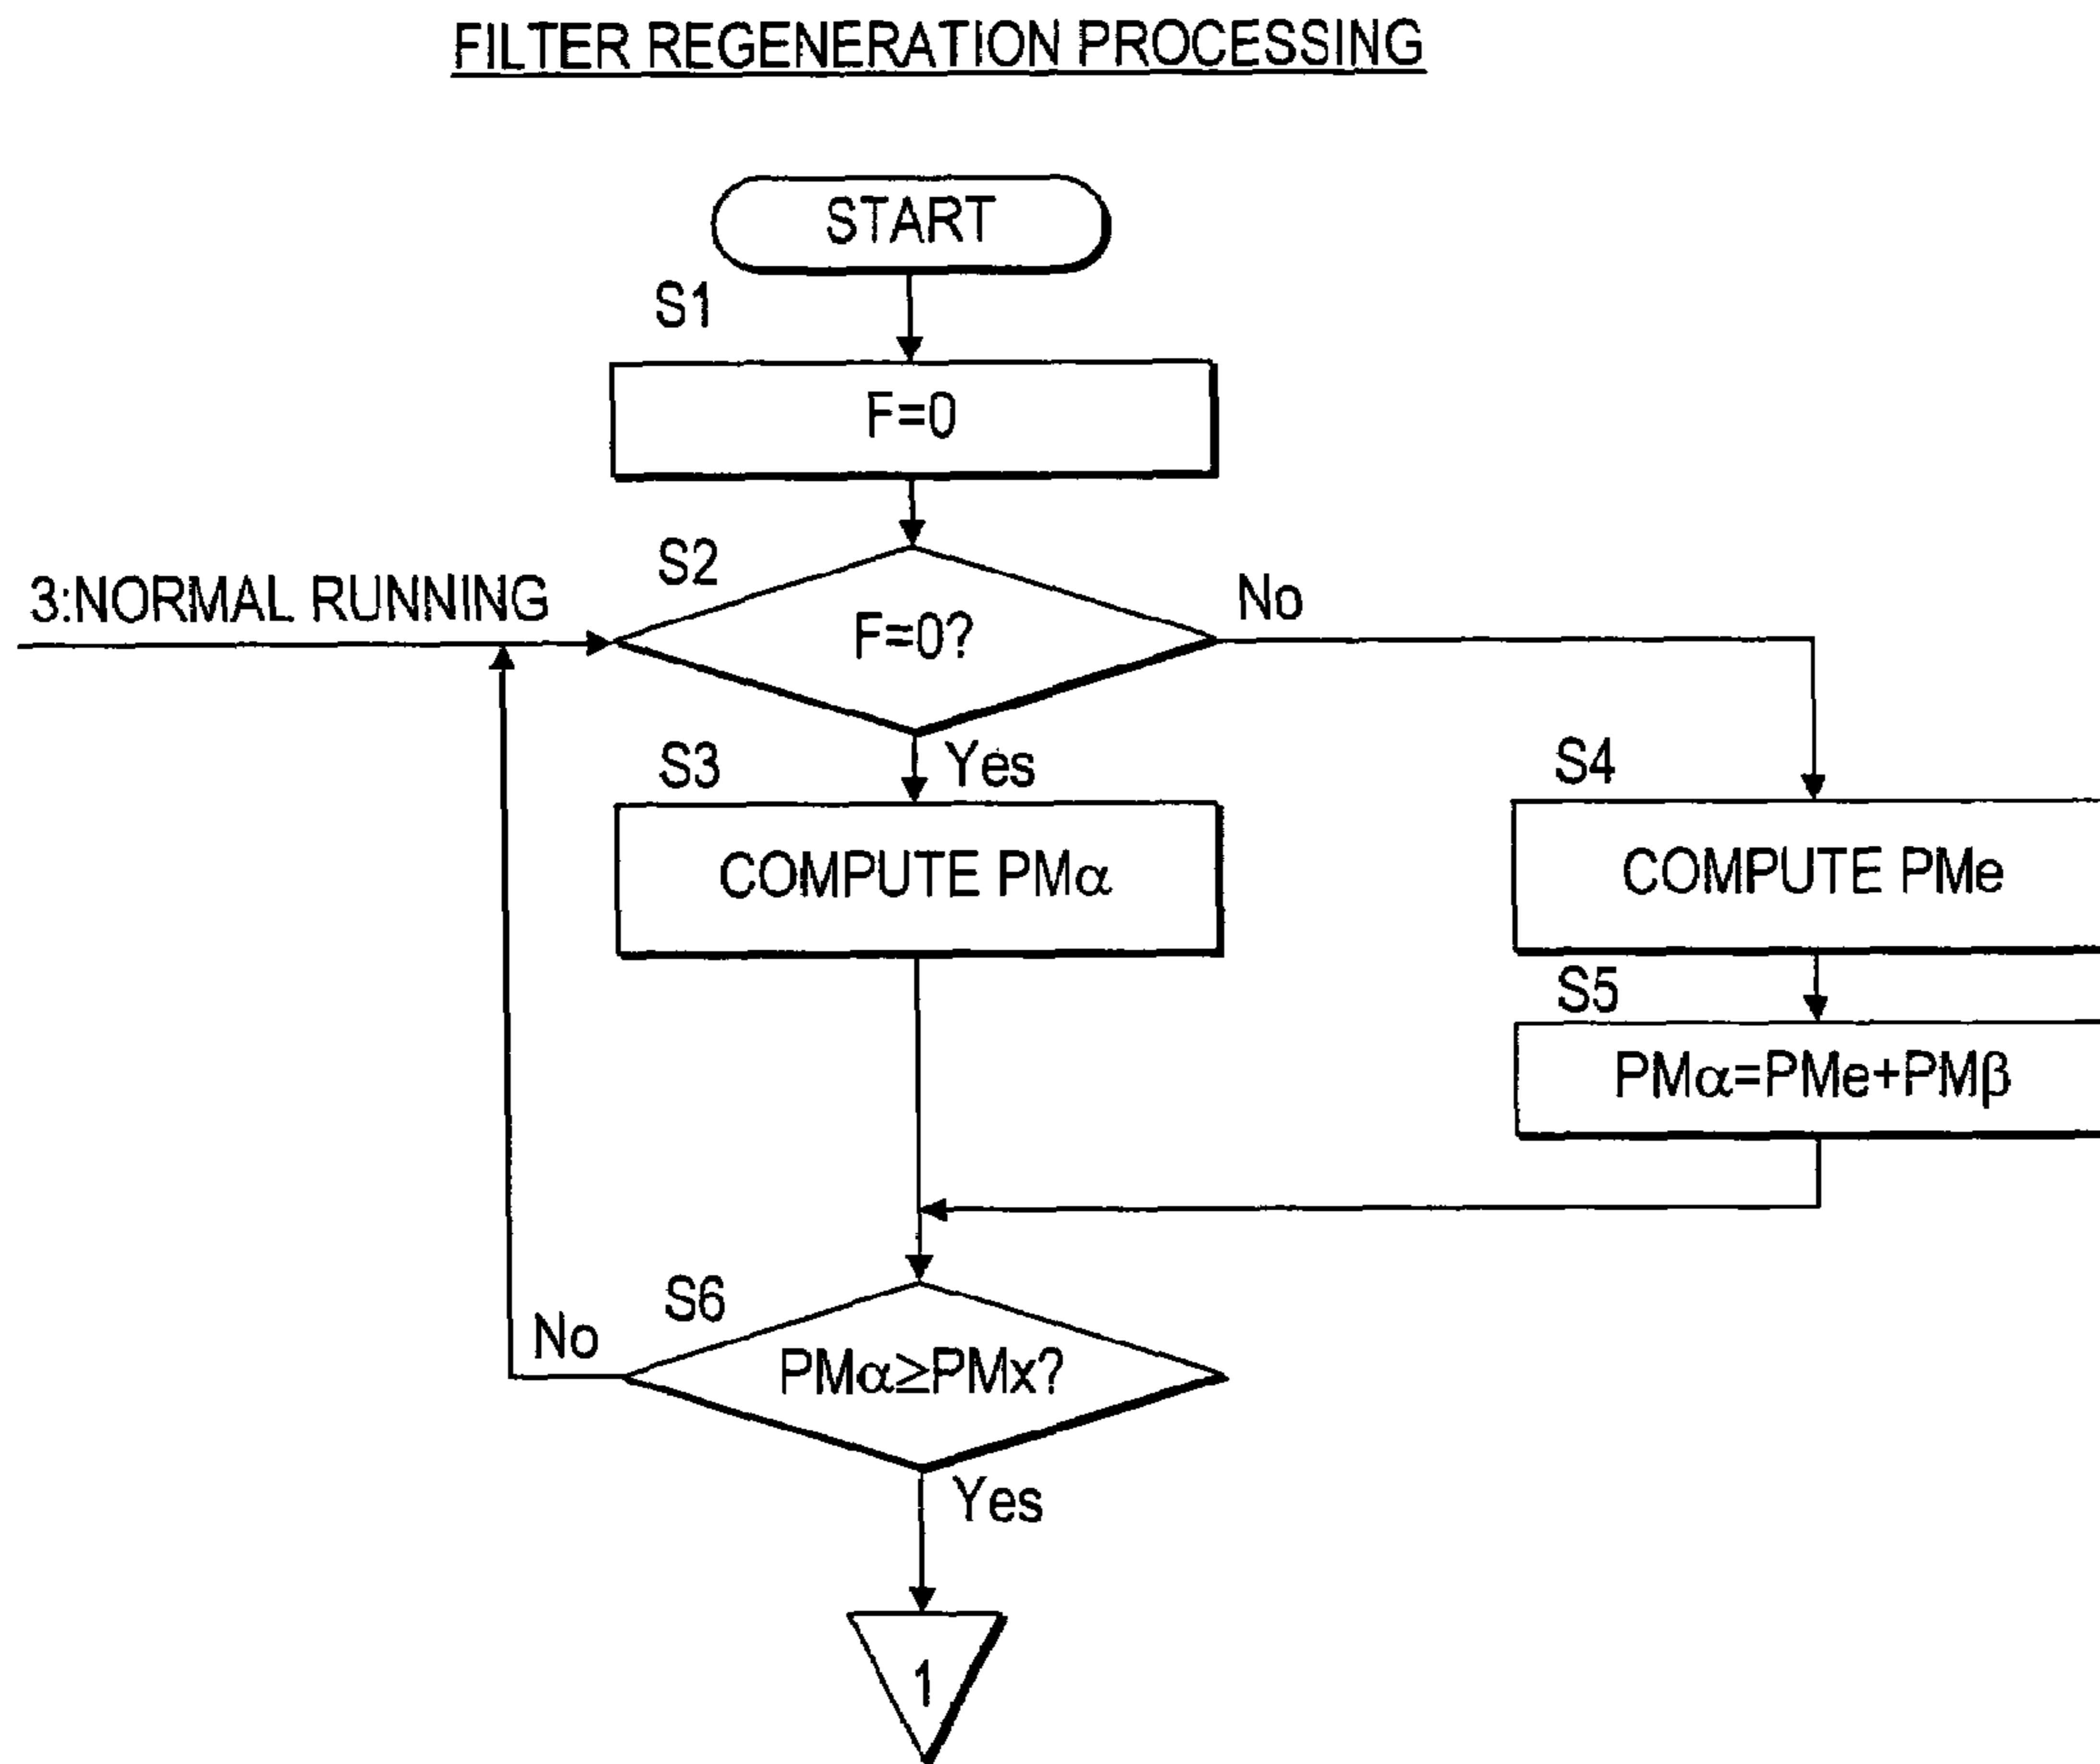 FILTER REGENERATION PROCESSING
START
S1
F=0
S2
3:NORMAL RUNNING
F=0?
No
Yes
S3
COMPUTE PMα
S4
COMPUTE PMe
S5
PMα=PMe+PMβ
S6
No
PMα≥PMx?
Yes
1